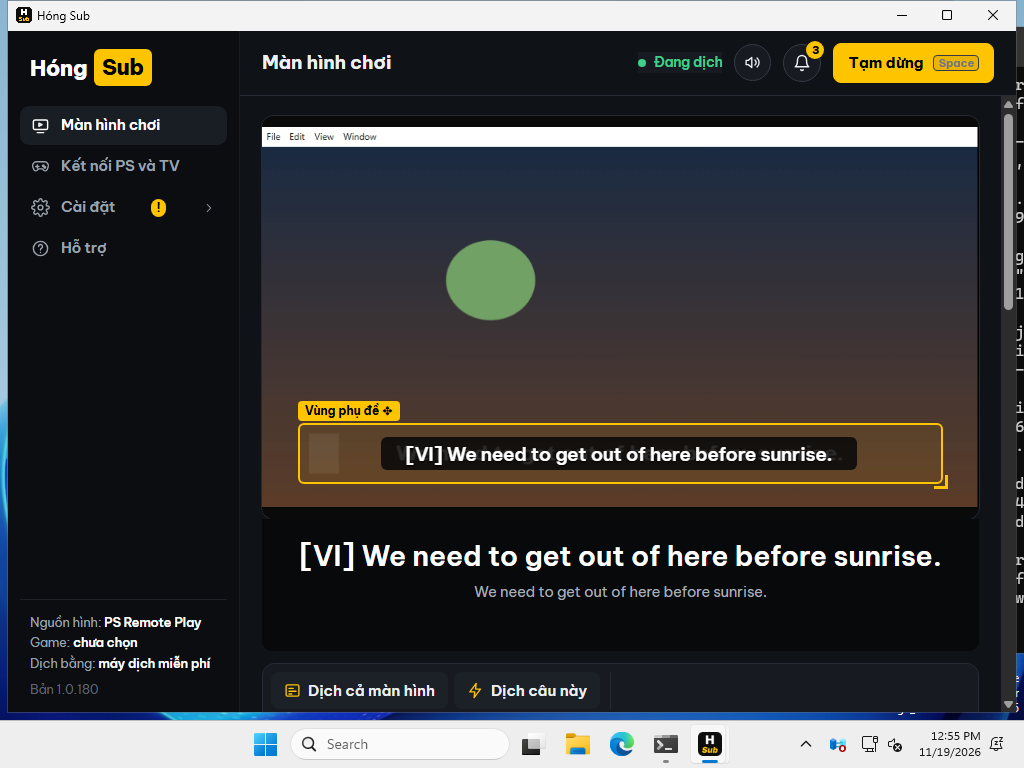 Hóng Sub
Hóng Sub
Màn hình chơi
Đang dịch
3
Tạm dừng Space
Màn hình chơi
Kết nối PS và TV
Cài đặt !
Hỗ trợ
File Edit View Window
Vùng phụ đề
[VI] We need to get out of here before sunrise.
[VI] We need to get out of here before sunrise.
We need to get out of here before sunrise.
Nguồn hình: PS Remote Play
Game: chưa chọn
Dịch bằng: máy dịch miễn phí
Bản 1.0.180
Dịch cả màn hình
Dịch câu này
Search
H
Sub
12:55 PM
11/19/2026